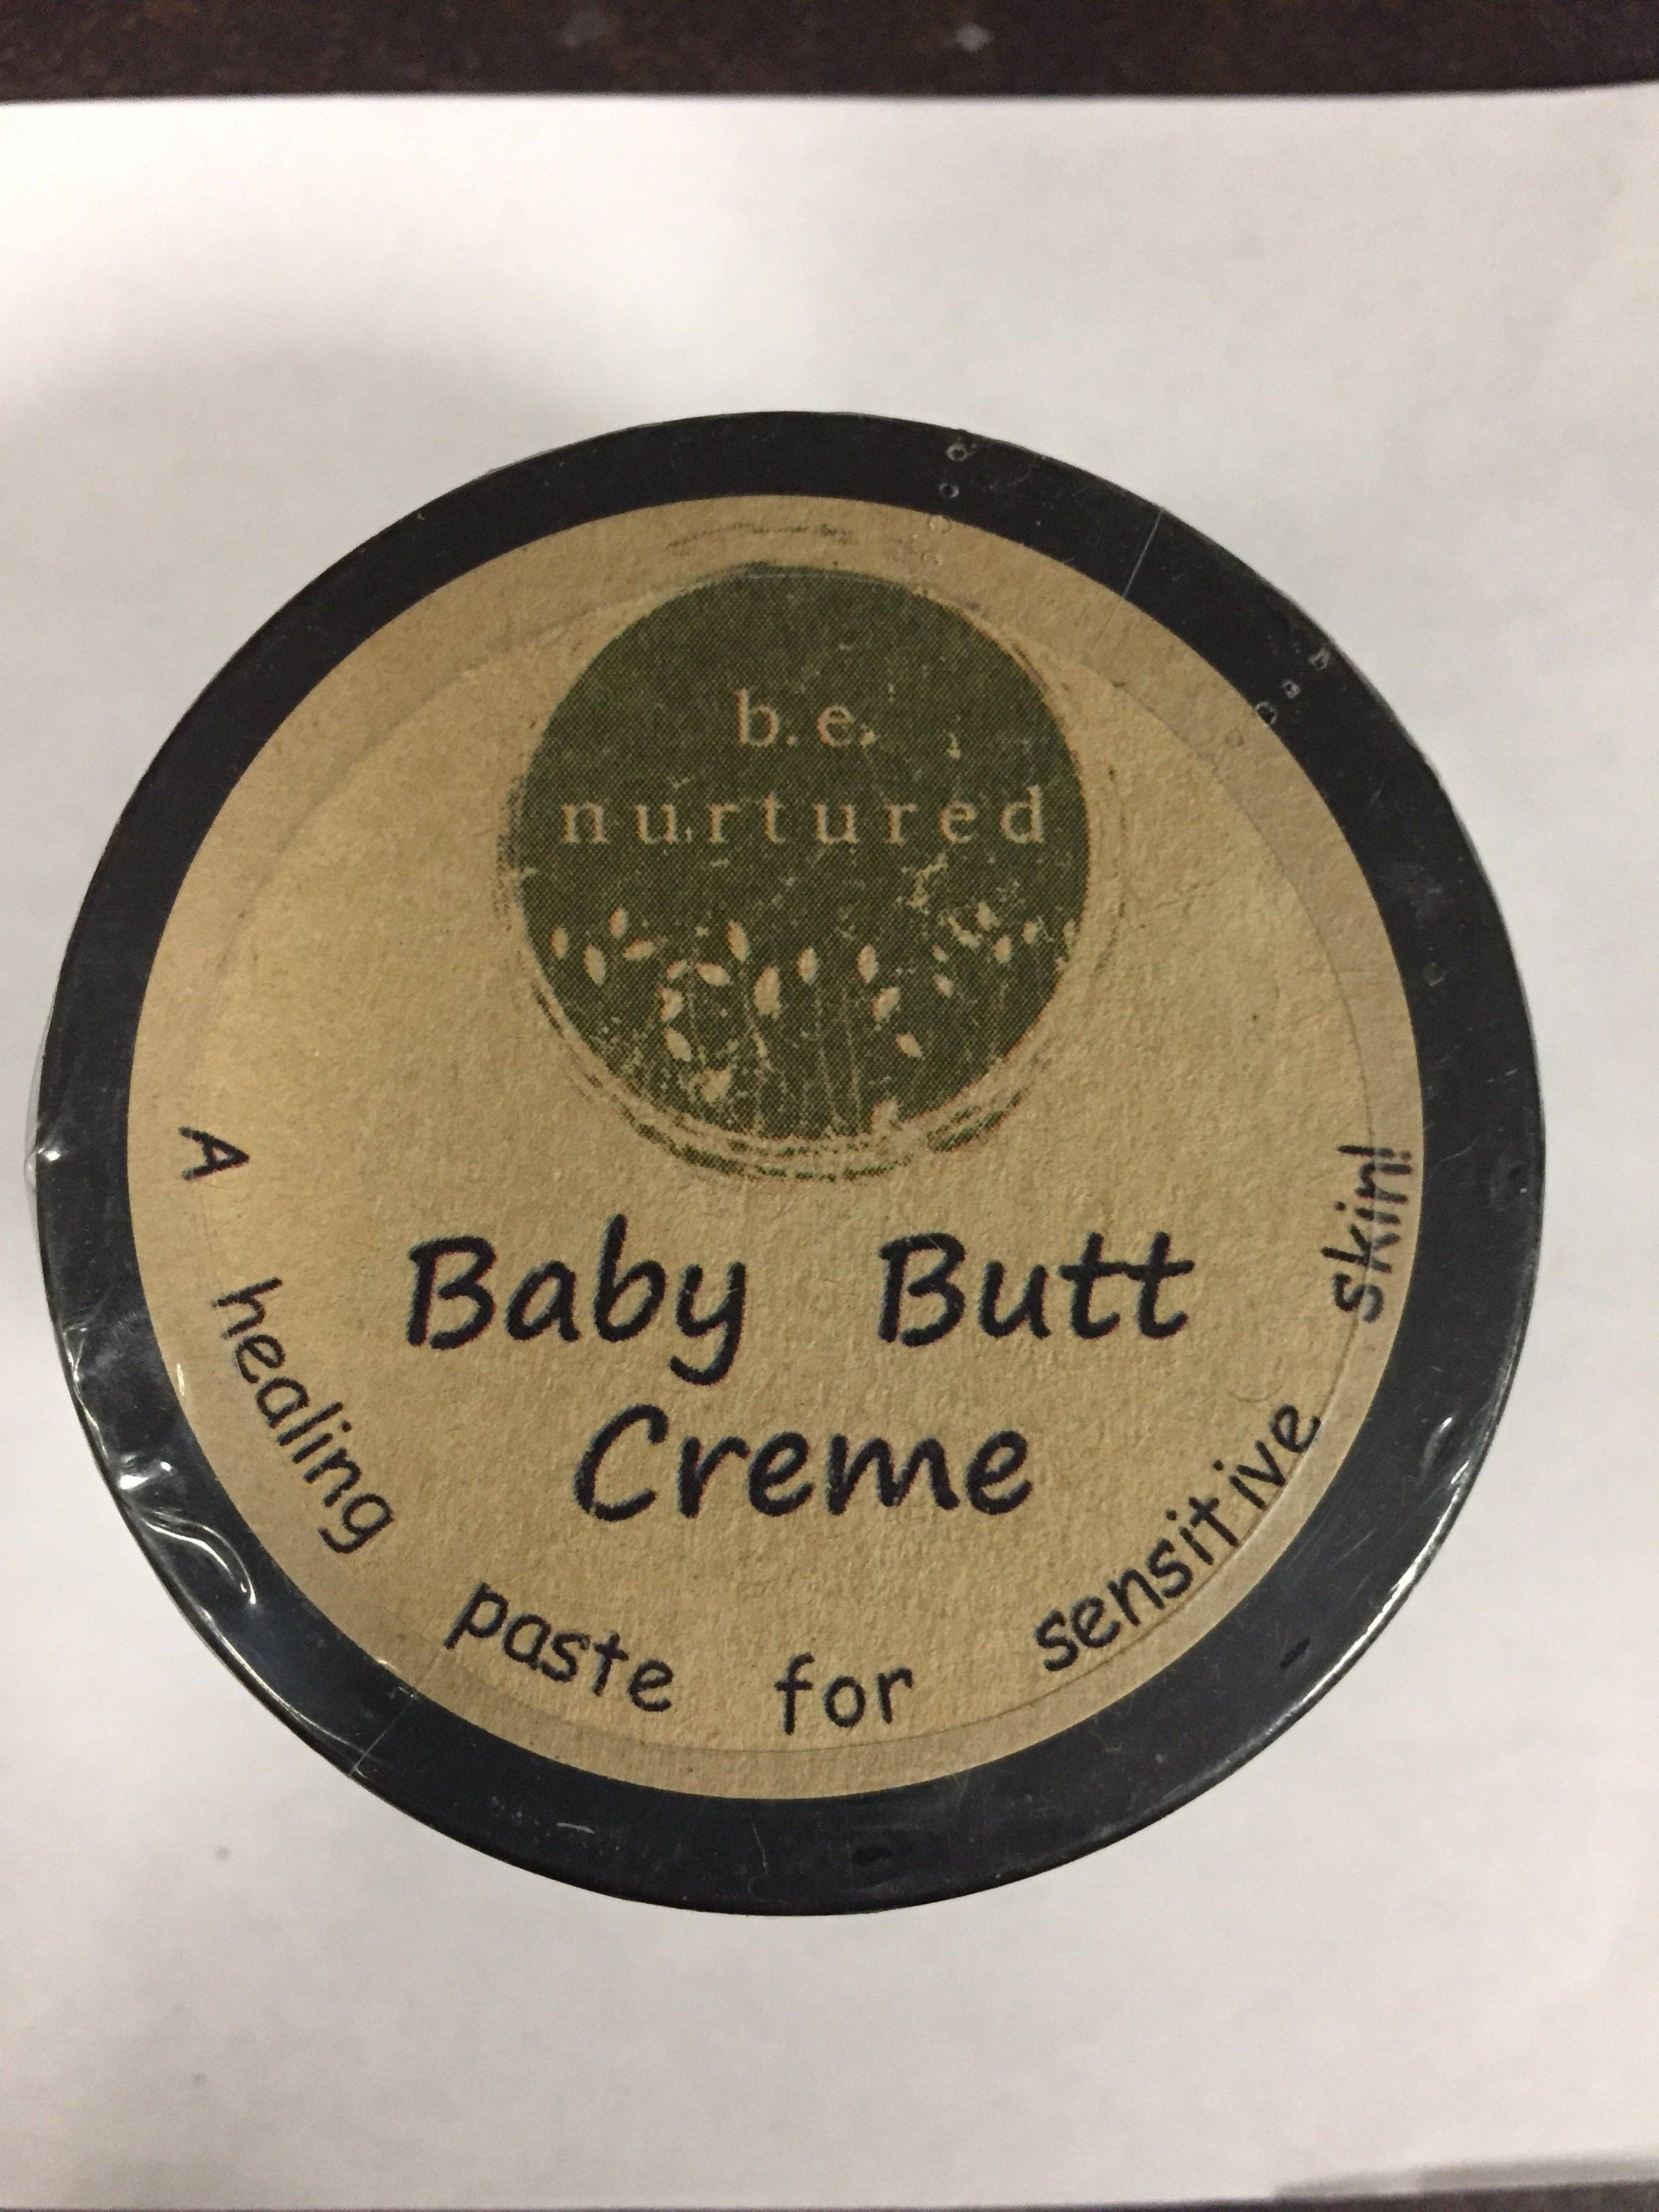 b.e.
nurtured
Baby Butt
Creme
A healing paste for sensitive skin!